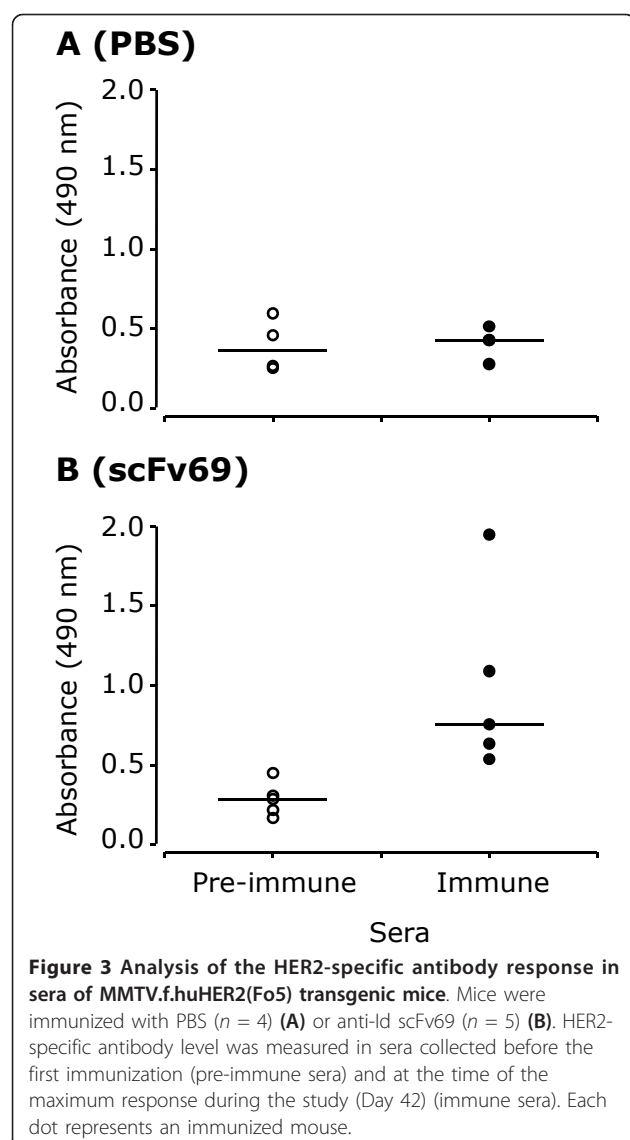 A (PBS)
2.0
1.5
1.0
0.5
0.0
Absorbance (490 nm)
B (scFv69)
2.0
1.5
1.0
0.5
0.0
Absorbance (490 nm)
Pre-immune Immune
Sera
Figure 3 Analysis of the HER2-specific antibody response in
sera of MMTV.f.huHER2(Fo5) transgenic mice. Mice were
immunized with PBS (n = 4) (A) or anti-Id scFv69 (n = 5) (B). HER2-
specific antibody level was measured in sera collected before the
first immunization (pre-immune sera) and at the time of the
maximum response during the study (Day 42) (immune sera). Each
dot represents an immunized mouse.